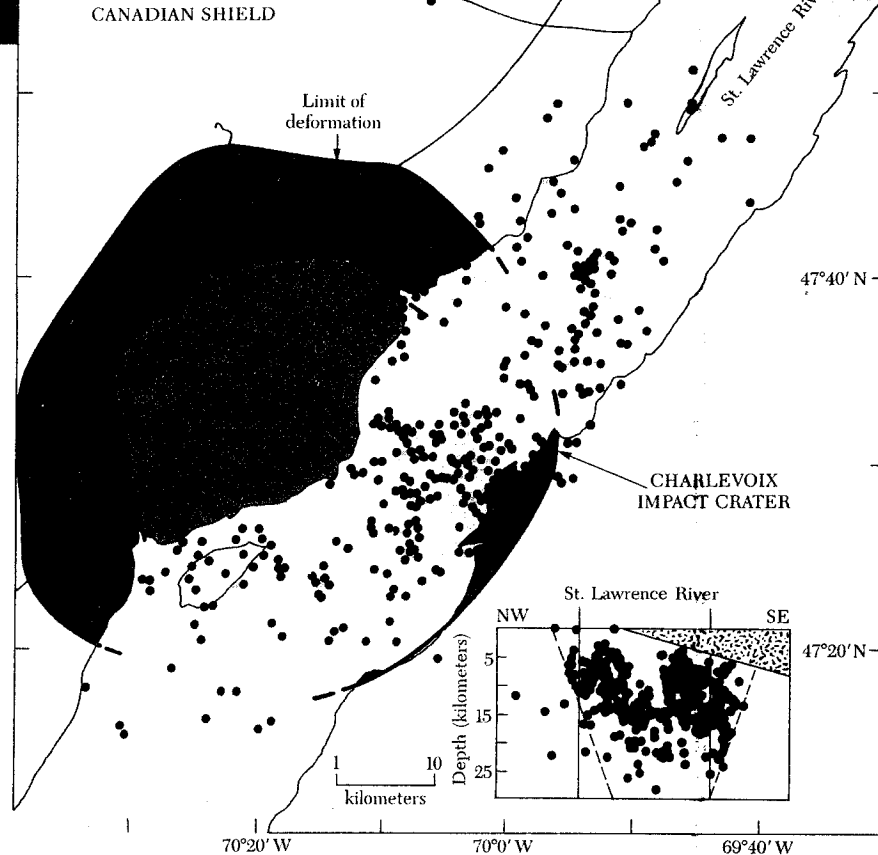 CANADIAN SHIELD
St. Lawrence
Limit of
deformation
47°40' N
CHARLEVOIX
IMPACT CRATER
St. Lawrence River
NW
SE
47°20' N
Depth (kilometers)
5
15
25
1
10
kilometers
70°20' W
70°0' W
69°40' W